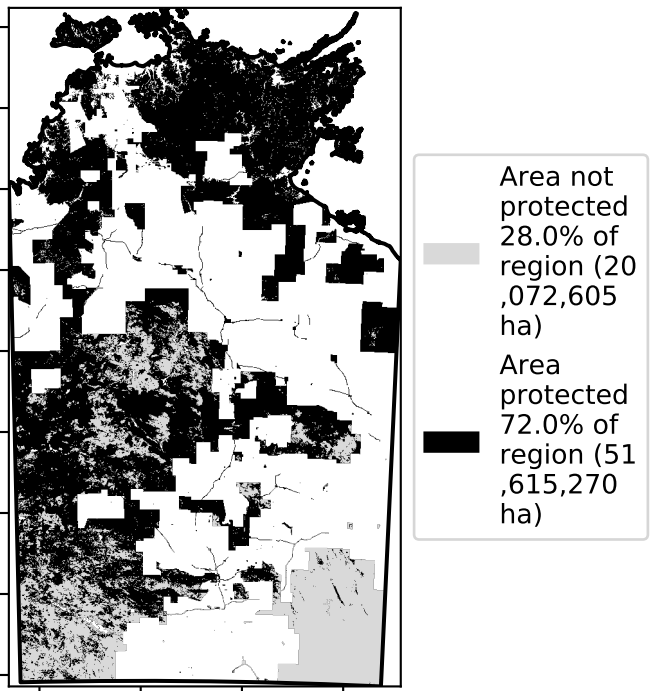 Area not
protected
28.0% of
region (20
,072,605
ha)
Area
protected
72.0% of
region (51
,615,270
ha)